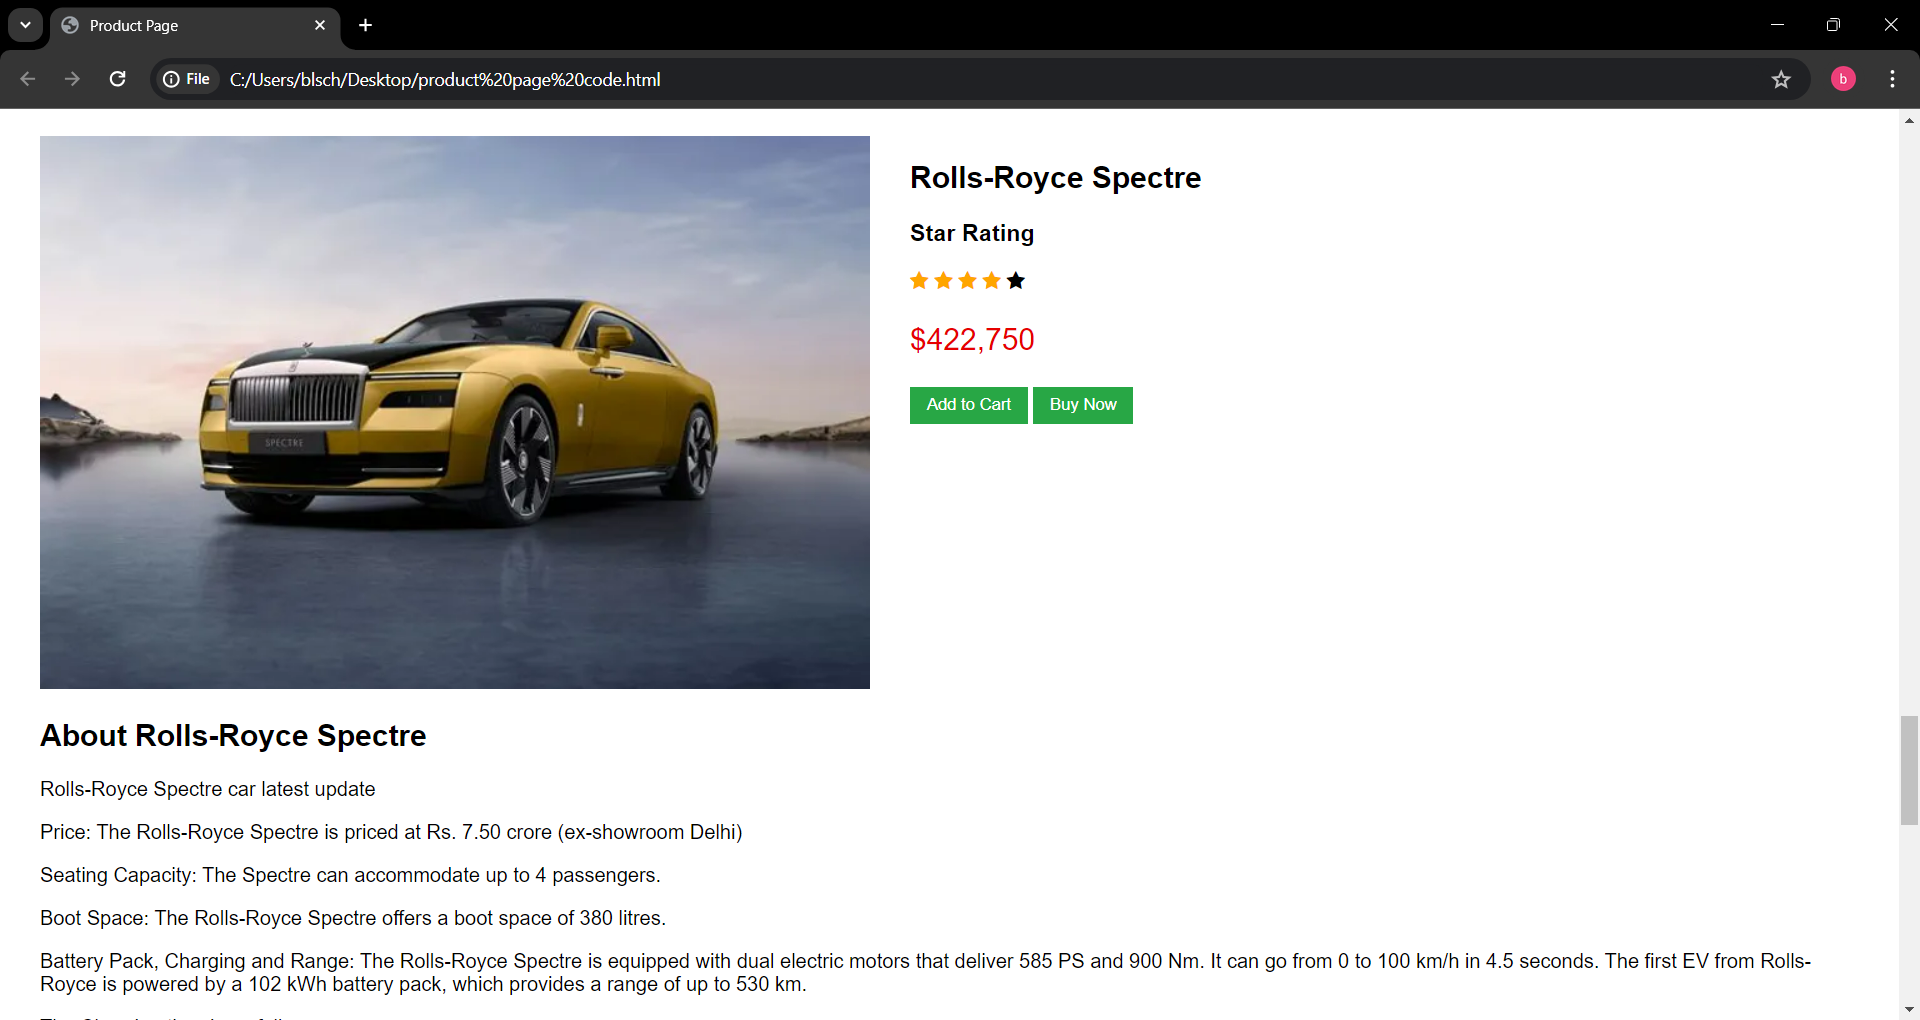 Product Page
File
C:/Users/blsch/Desktop/product%20page%20code.html
b
SPECTRE
Rolls-Royce Spectre
Star Rating
$422,750
Add to Cart
Buy Now
About Rolls-Royce Spectre
Rolls-Royce Spectre car latest update
Price: The Rolls-Royce Spectre is priced at Rs. 7.50 crore (ex-showroom Delhi)
Seating Capacity: The Spectre can accommodate up to 4 passengers.
Boot Space: The Rolls-Royce Spectre offers a boot space of 380 litres.
Battery Pack, Charging and Range: The Rolls-Royce Spectre is equipped with dual electric motors that deliver 585 PS and 900 Nm. It can go from 0 to 100 km/h in 4.5 seconds. The first EV from Rolls-
Royce is powered by a 102 kWh battery pack, which provides a range of up to 530 km.